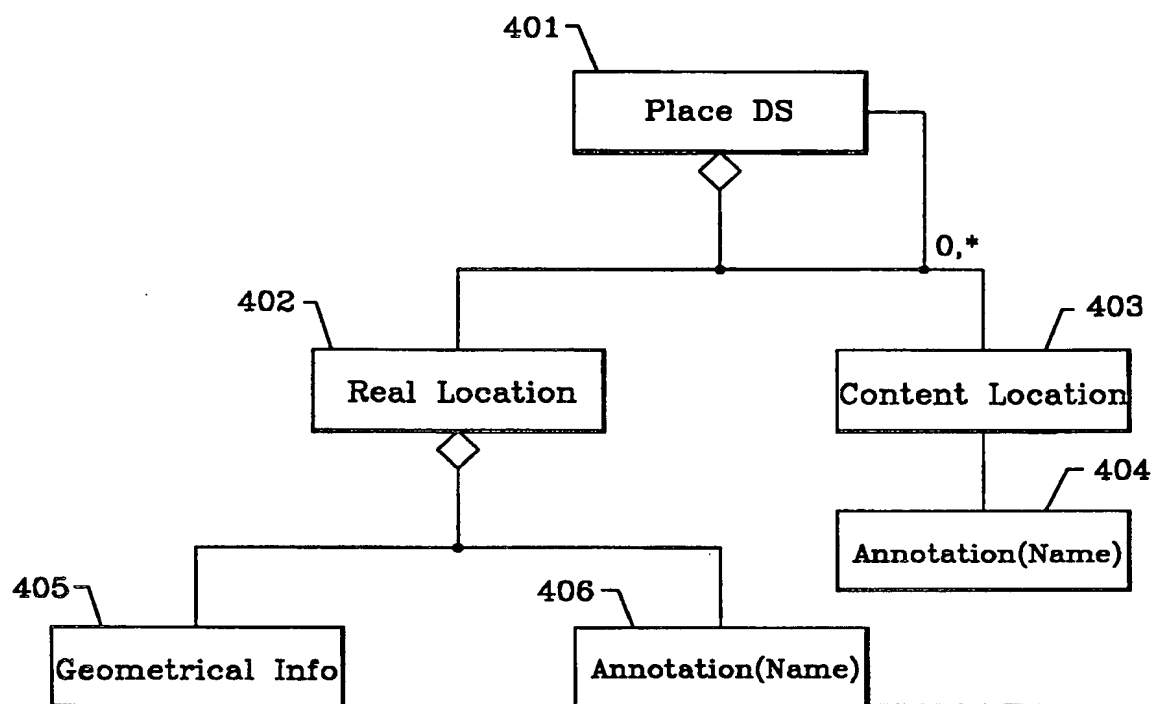 401
Place DS
0,*
402
403
Real Location
Content Location
404
Annotation(Name)
405
406
Geometrical Info
Annotation(Name)